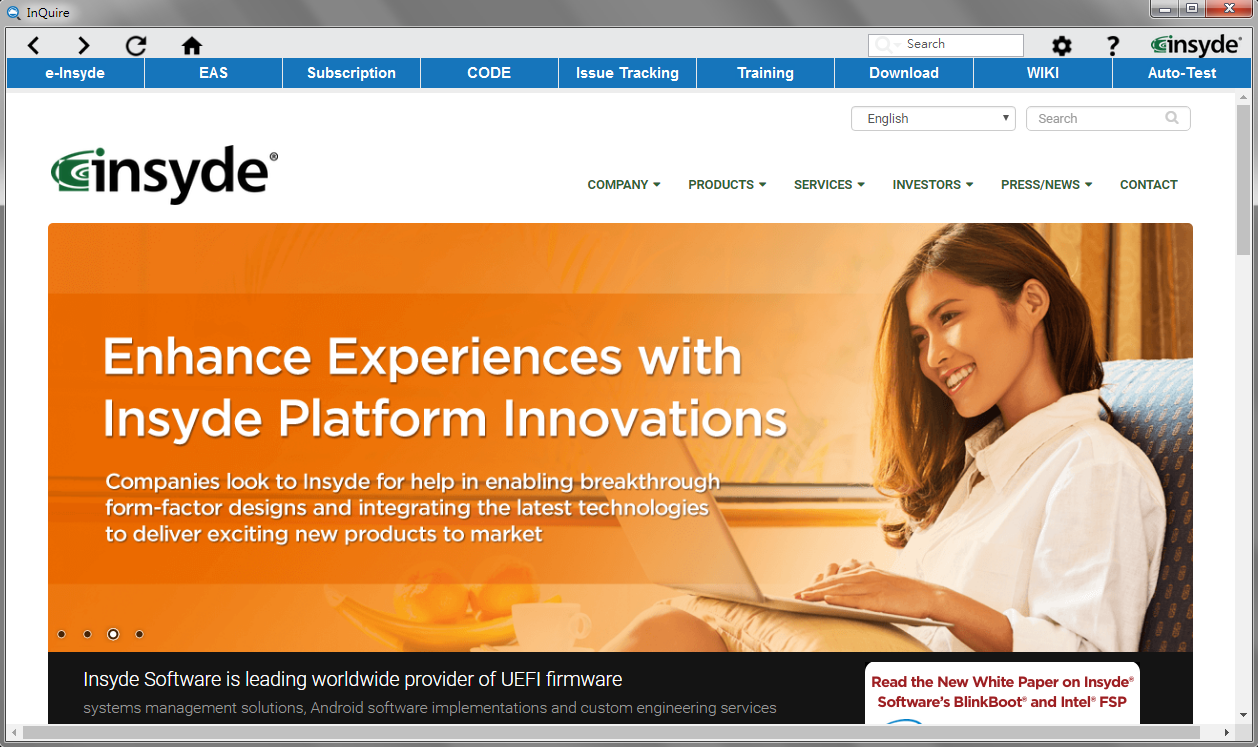 InQuire
Search
?
insyde®
e-Insyde
EAS
Subscription
CODE
Issue Tracking
Training
Download
WIKI
Auto-Test
English
Search
insyde®
COMPANY
PRODUCTS
SERVICES
INVESTORS
PRESS/NEWS
CONTACT
Enhance Experiences with
Insyde Platform Innovations
Companies look to Insyde for help in enabling breakthrough
form-factor designs and integrating the latest technologies
to deliver exciting new products to market
Insyde Software is leading worldwide provider of UEFI firmware
systems management solutions, Android software implementations and custom engineering services
Read the New White Paper on Insyde®
Software's BlinkBoot® and Intel® FSP